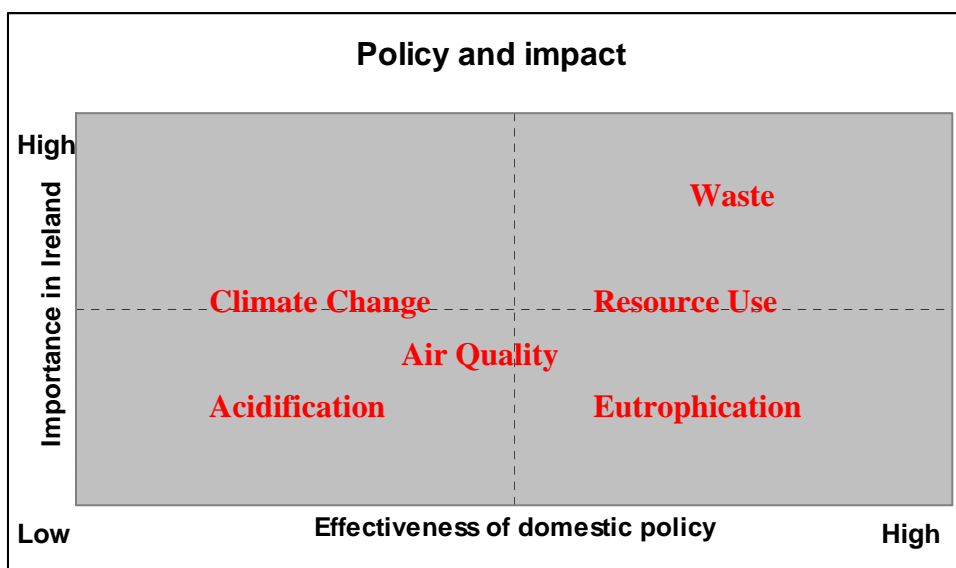 Policy and impact
High
Importance in Ireland
Waste
Climate Change
Resource Use
Air Quality
Acidification
Eutrophication
Low
Effectiveness of domestic policy
High